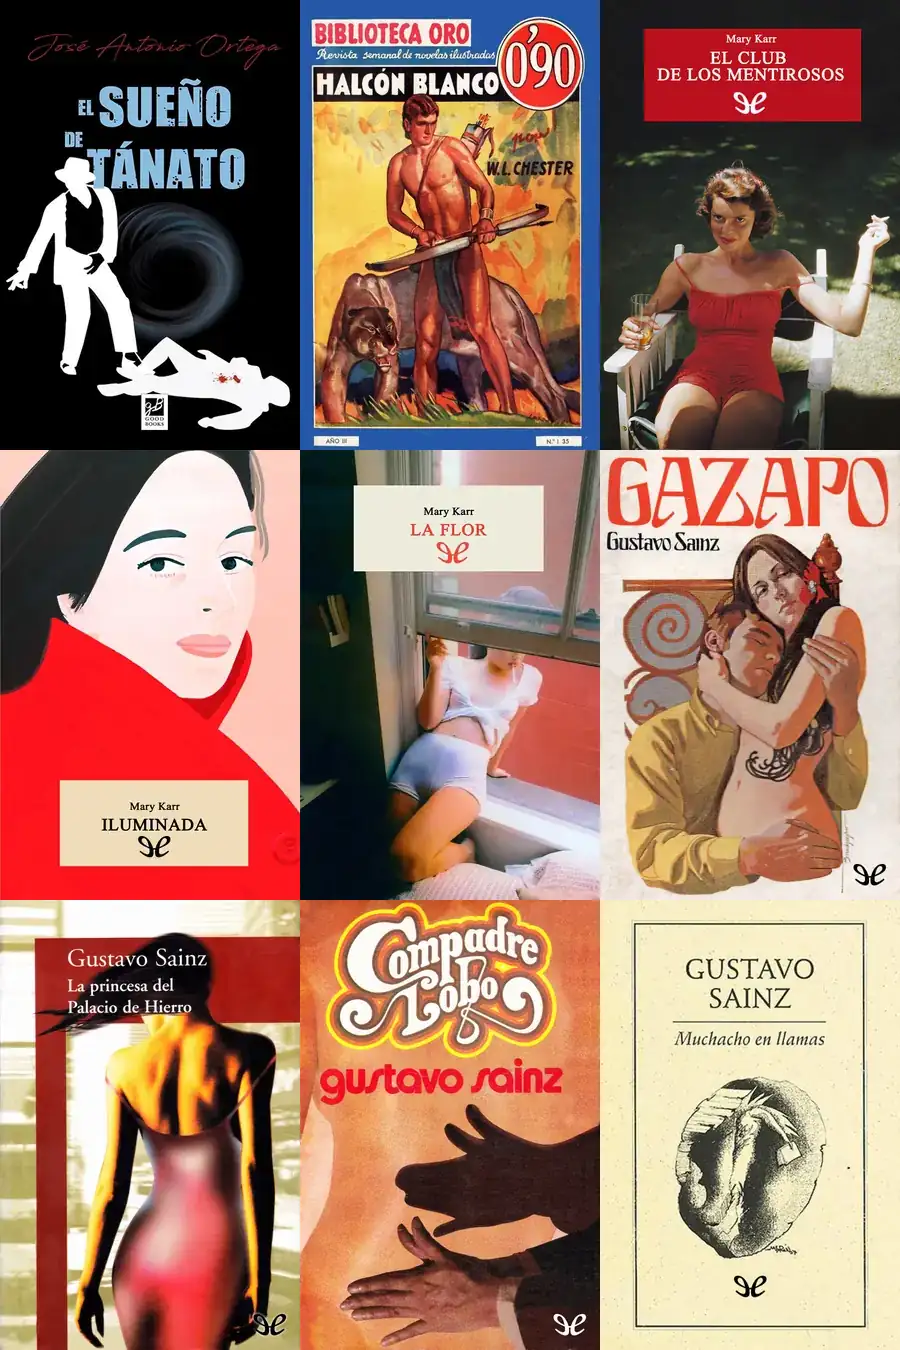 José Antonio Ortega
EL SUEÑO
DE
TÁNATO
GOOD
BOOKS
BIBLIOTECA ORO
Revista semanal de novelas ilustradas
0'90
HALCÓN BLANCO
por
W.L. CHESTER
AÑO III
N.º I 35
Mary Karr
EL CLUB
DE LOS MENTIROSOS
Mary Karr
ILUMINADA
Mary Karr
LA FLOR
GAZAPO
Gustavo Sainz
Gustavo Sainz
La princesa del
Palacio de Hierro
Compadre
Lobo
gustavo sainz
GUSTAVO
SAINZ
Muchacho en llamas